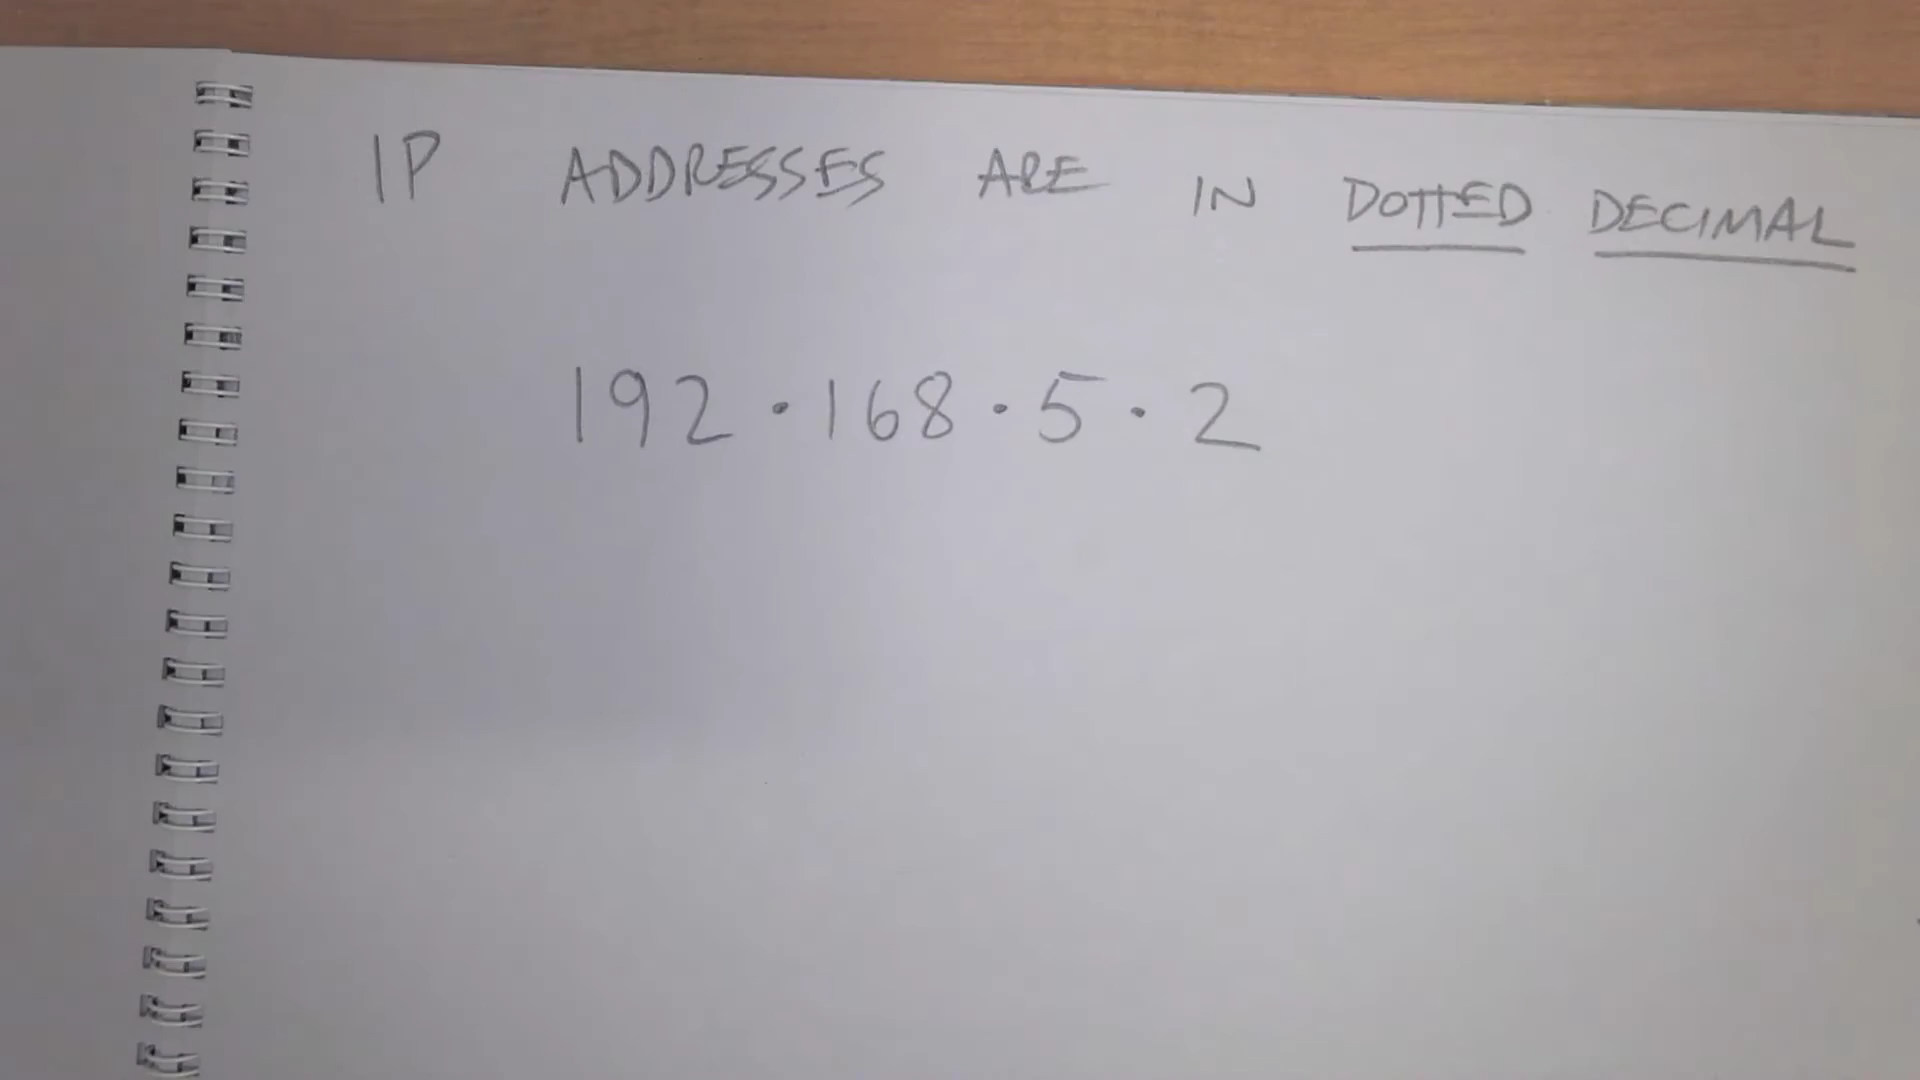 IP ADDRESSES ARE IN DOTTED DECIMAL
192.168.5.2